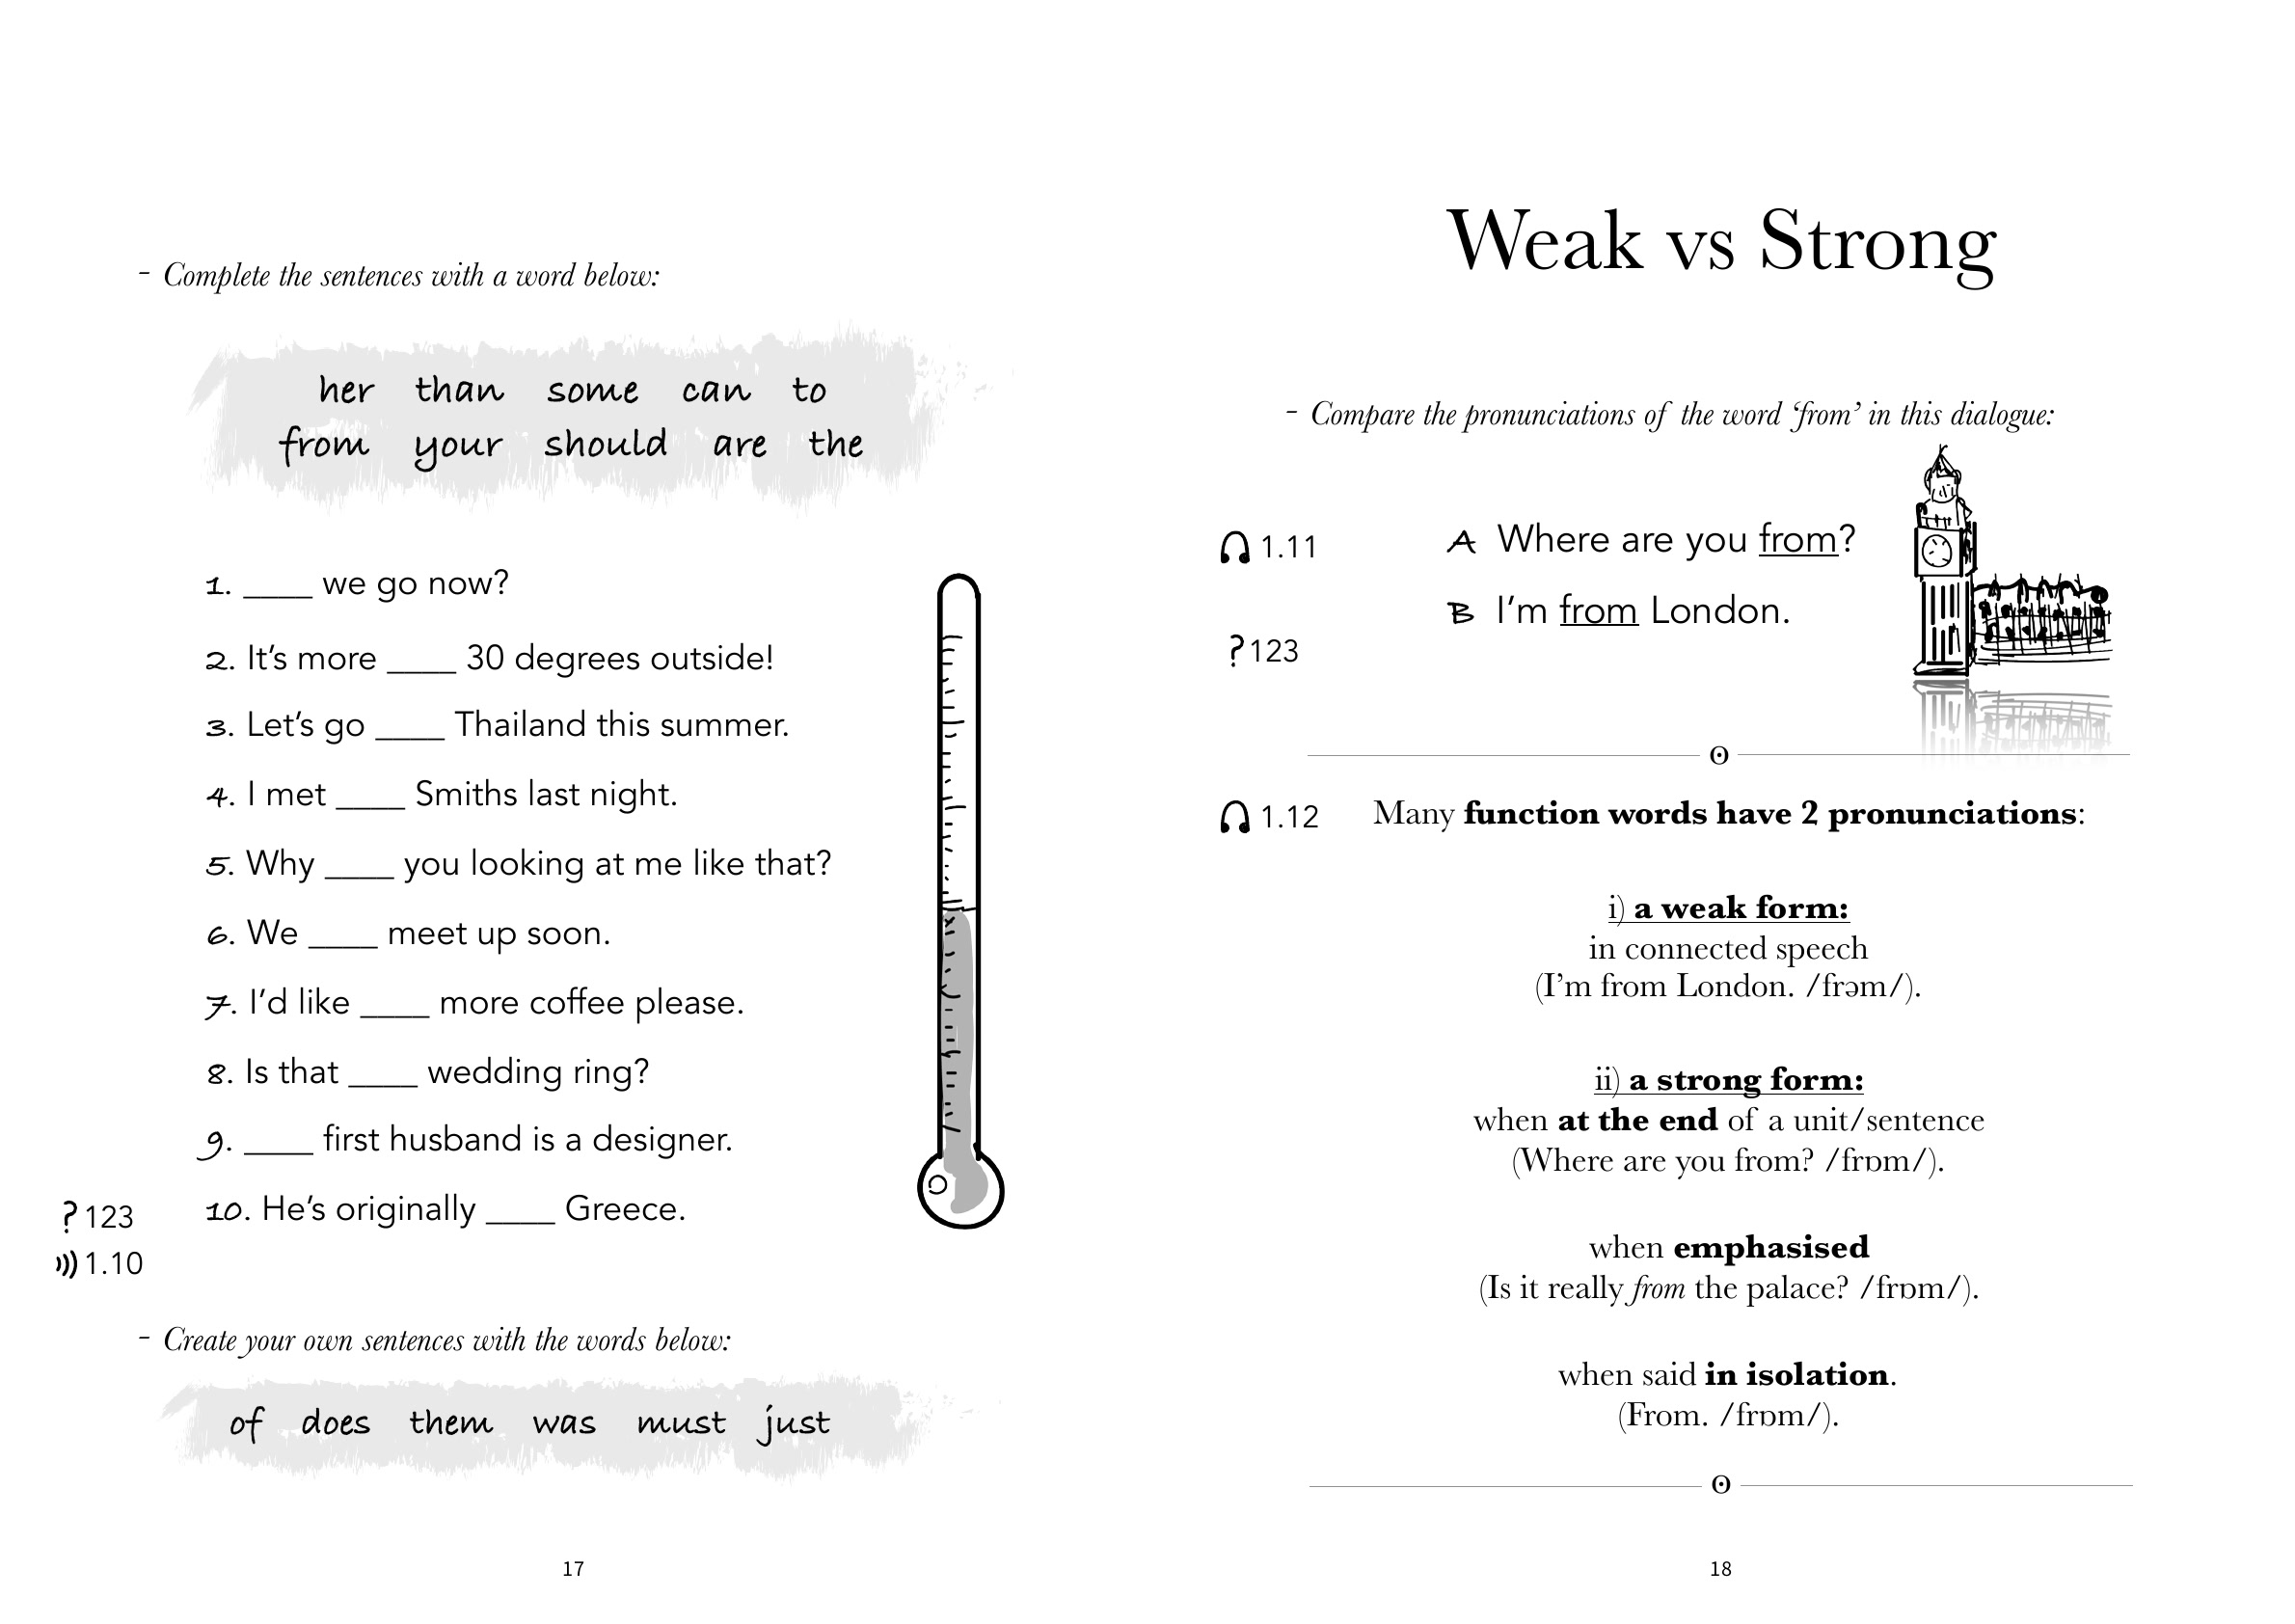 - Complete the sentences with a word below:
her than some can to
from your should are the
1. ____ we go now?
2. It’s more ____ 30 degrees outside!
3. Let’s go ____ Thailand this summer.
4. I met ____ Smiths last night.
5. Why ____ you looking at me like that?
6. We ____ meet up soon.
7. I’d like ____ more coffee please.
8. Is that ____ wedding ring?
9. ____ first husband is a designer.
10. He’s originally ____ Greece.
?123
1.10
- Create your own sentences with the words below:
of does them was must just
17
Weak vs Strong
- Compare the pronunciations of the word ‘from’ in this dialogue:
1.11
A Where are you from?
B I’m from London.
?123
1.12
Many function words have 2 pronunciations:
i) a weak form:
in connected speech
(I’m from London. /frəm/).
ii) a strong form:
when at the end of a unit/sentence
(Where are you from? /frɒm/).
when emphasised
(Is it really from the palace? /frɒm/).
when said in isolation.
(From. /frɒm/).
18